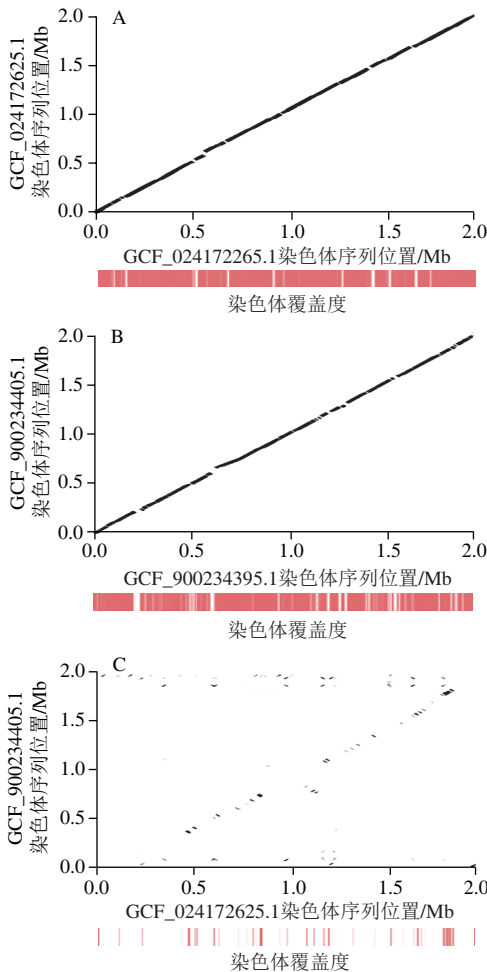 A
GCF_024172625.1
染色体序列位置/Mb
2.0
1.5
1.0
0.5
0.0
0.0 0.5 1.0 1.5 2.0
GCF_024172265.1染色体序列位置/Mb
染色体覆盖度
B
GCF_900234405.1
染色体序列位置/Mb
2.0
1.5
1.0
0.5
0.0
0.0 0.5 1.0 1.5 2.0
GCF_900234395.1染色体序列位置/Mb
染色体覆盖度
C
GCF_900234405.1
染色体序列位置/Mb
2.0
1.5
1.0
0.5
0.0
0.0 0.5 1.0 1.5 2.0
GCF_024172625.1染色体序列位置/Mb
染色体覆盖度